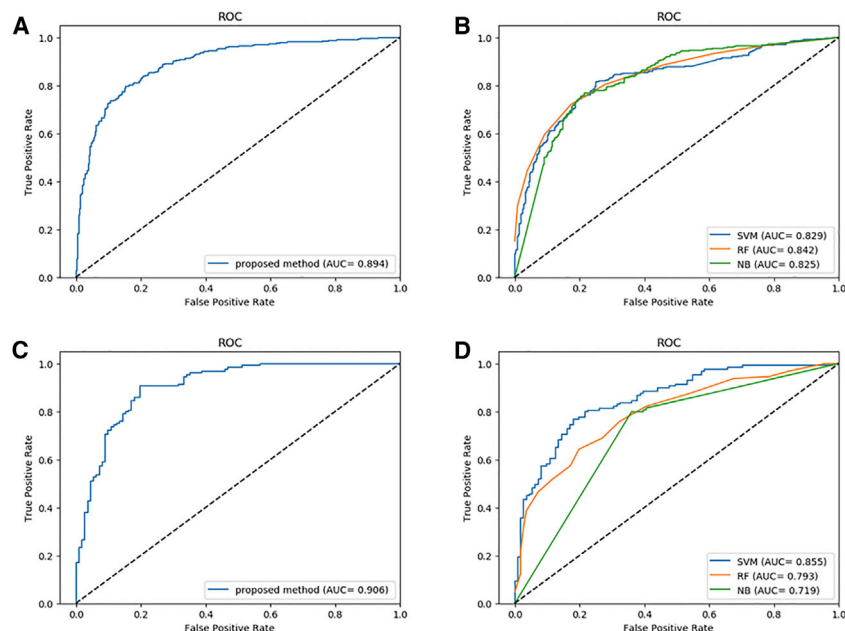 A
ROC
1.0
0.8
0.6
0.4
0.2
0.0
True Positive Rate
proposed method (AUC= 0.894)
0.0 0.2 0.4 0.6 0.8 1.0
False Positive Rate
B
ROC
1.0
0.8
0.6
0.4
0.2
0.0
True Positive Rate
SVM (AUC= 0.829)
RF (AUC= 0.842)
NB (AUC= 0.825)
0.0 0.2 0.4 0.6 0.8 1.0
False Positive Rate
C
ROC
1.0
0.8
0.6
0.4
0.2
0.0
True Positive Rate
proposed method (AUC= 0.906)
0.0 0.2 0.4 0.6 0.8 1.0
False Positive Rate
D
ROC
1.0
0.8
0.6
0.4
0.2
0.0
True Positive Rate
SVM (AUC= 0.855)
RF (AUC= 0.793)
NB (AUC= 0.719)
0.0 0.2 0.4 0.6 0.8 1.0
False Positive Rate